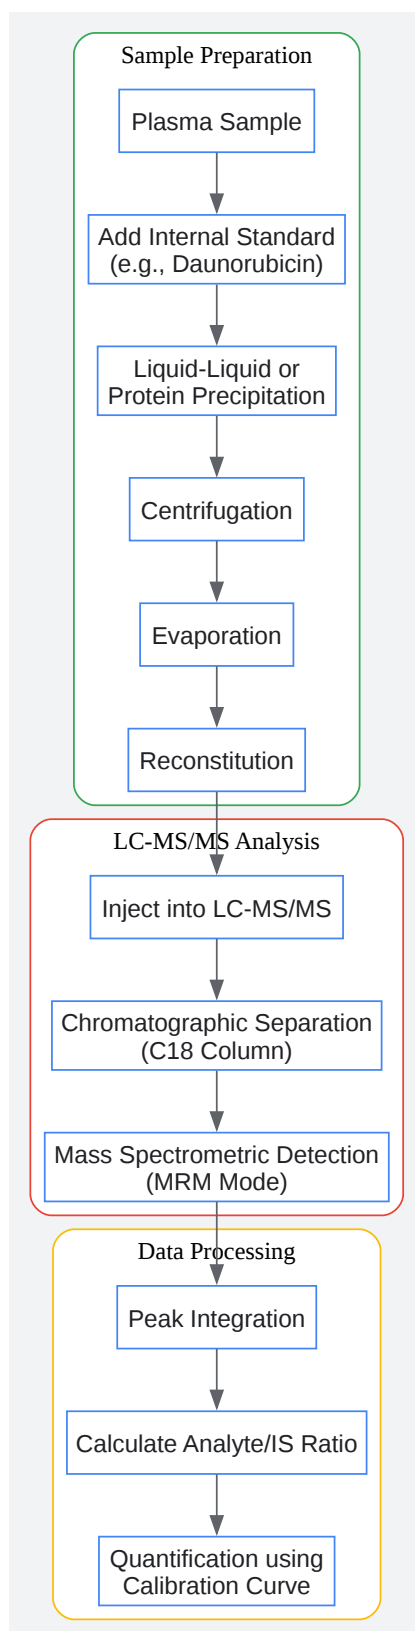 Sample Preparation
Plasma Sample
Add Internal Standard
(e.g., Daunorubicin)
Liquid-Liquid or
Protein Precipitation
Centrifugation
Evaporation
Reconstitution
LC-MS/MS Analysis
Inject into LC-MS/MS
Chromatographic Separation
(C18 Column)
Mass Spectrometric Detection
(MRM Mode)
Data Processing
Peak Integration
Calculate Analyte/IS Ratio
Quantification using
Calibration Curve